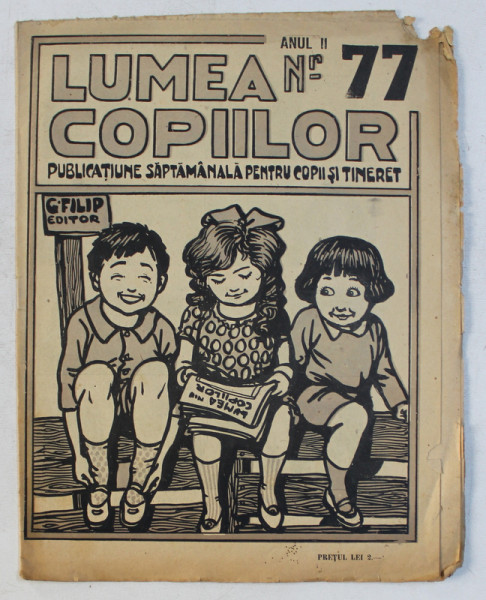 ANUL II
LUMEA Nr 77
COPIILOR
PUBLICAȚIUNE SĂPTĂMÂNALĂ PENTRU COPII ȘI TINERET
G. FILIP
EDITOR
LUMEA
COPIILOR
PREȚUL LEI 2.